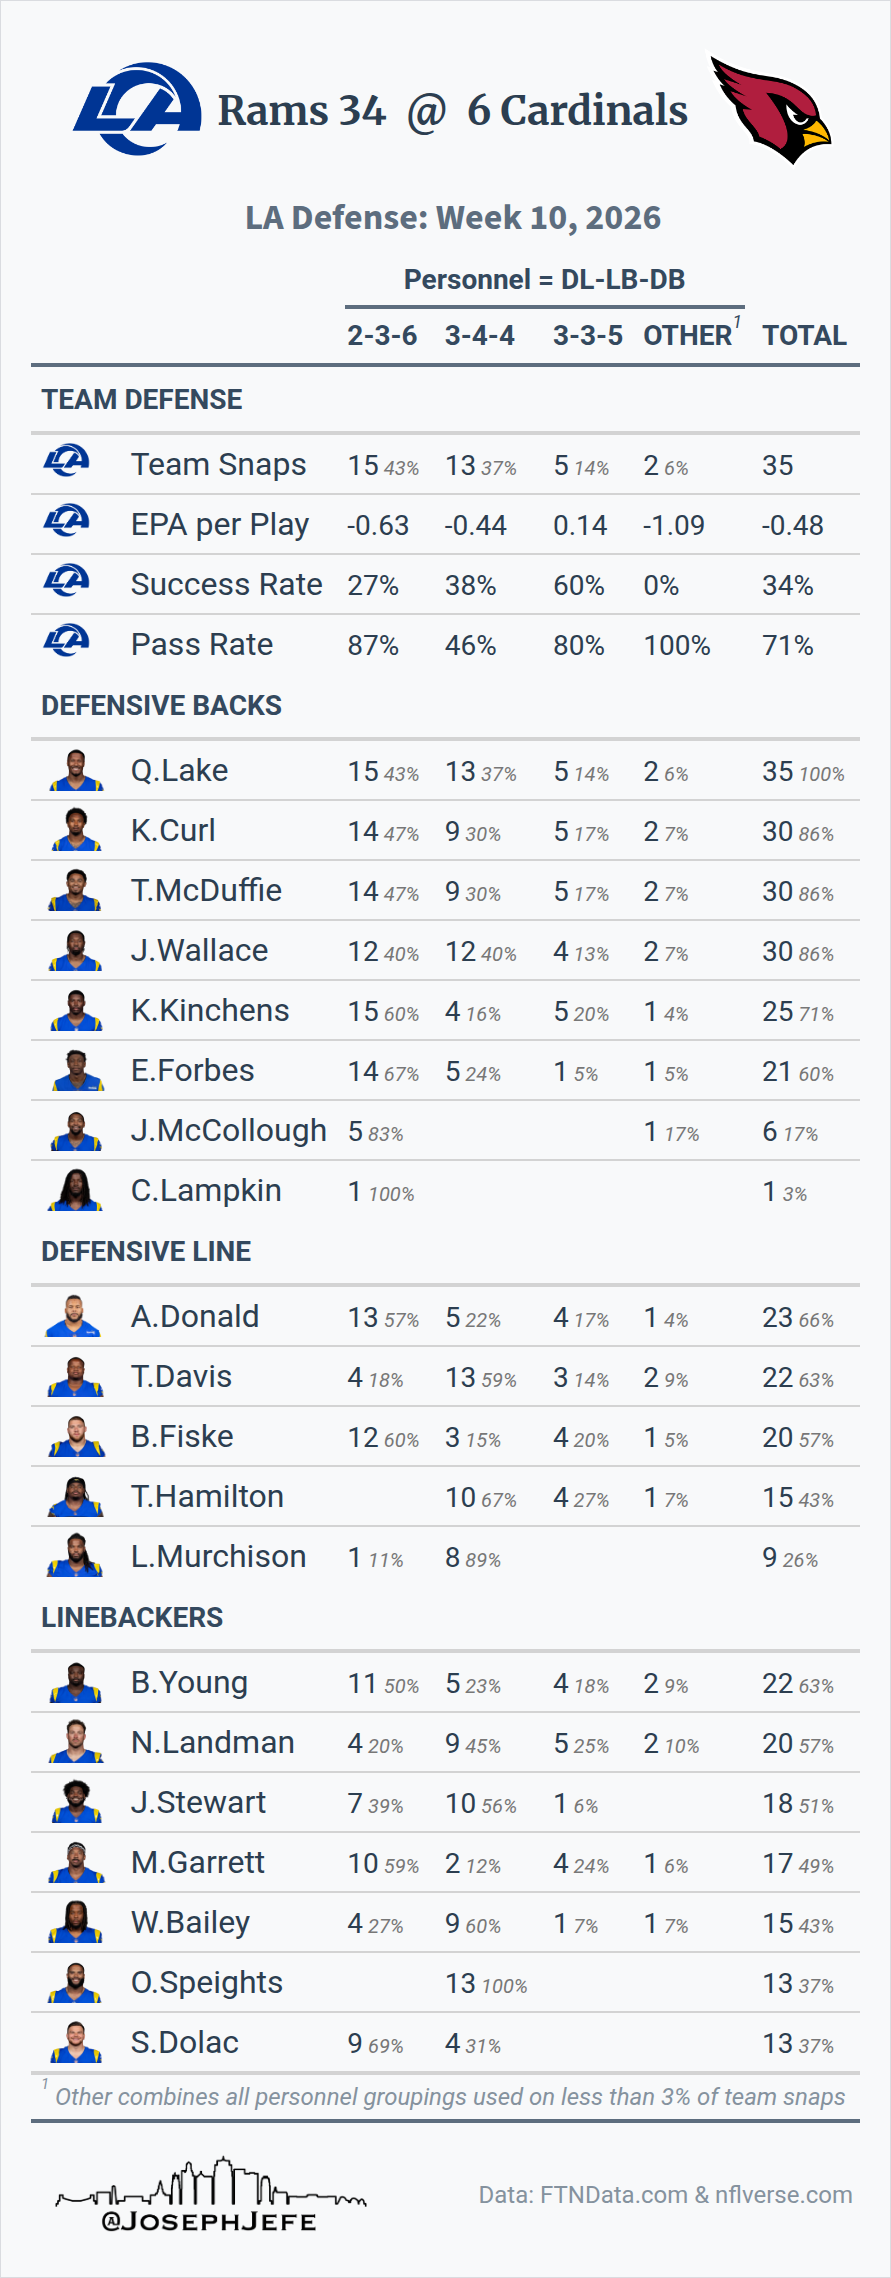 LA Rams 34 @ 6 Cardinals
LA Defense: Week 10, 2026
Personnel = DL-LB-DB
2-3-6 3-4-4 3-3-5 OTHER1 TOTAL
TEAM DEFENSE
LA Team Snaps 15 43% 13 37% 5 14% 2 6% 35
LA EPA per Play -0.63 -0.44 0.14 -1.09 -0.48
LA Success Rate 27% 38% 60% 0% 34%
LA Pass Rate 87% 46% 80% 100% 71%
DEFENSIVE BACKS
Q.Lake 15 43% 13 37% 5 14% 2 6% 35 100%
K.Curl 14 47% 9 30% 5 17% 2 7% 30 86%
T.McDuffie 14 47% 9 30% 5 17% 2 7% 30 86%
J.Wallace 12 40% 12 40% 4 13% 2 7% 30 86%
K.Kinchens 15 60% 4 16% 5 20% 1 4% 25 71%
E.Forbes 14 67% 5 24% 1 5% 1 5% 21 60%
J.McCollough 5 83% 1 17% 6 17%
C.Lampkin 1 100% 1 3%
DEFENSIVE LINE
A.Donald 13 57% 5 22% 4 17% 1 4% 23 66%
T.Davis 4 18% 13 59% 3 14% 2 9% 22 63%
B.Fiske 12 60% 3 15% 4 20% 1 5% 20 57%
T.Hamilton 10 67% 4 27% 1 7% 15 43%
L.Murchison 1 11% 8 89% 9 26%
LINEBACKERS
B.Young 11 50% 5 23% 4 18% 2 9% 22 63%
N.Landman 4 20% 9 45% 5 25% 2 10% 20 57%
J.Stewart 7 39% 10 56% 1 6% 18 51%
M.Garrett 10 59% 2 12% 4 24% 1 6% 17 49%
W.Bailey 4 27% 9 60% 1 7% 1 7% 15 43%
O.Speights 13 100% 13 37%
S.Dolac 9 69% 4 31% 13 37%
1 Other combines all personnel groupings used on less than 3% of team snaps
@JOSEPHJEFE
Data: FTNData.com & nflverse.com